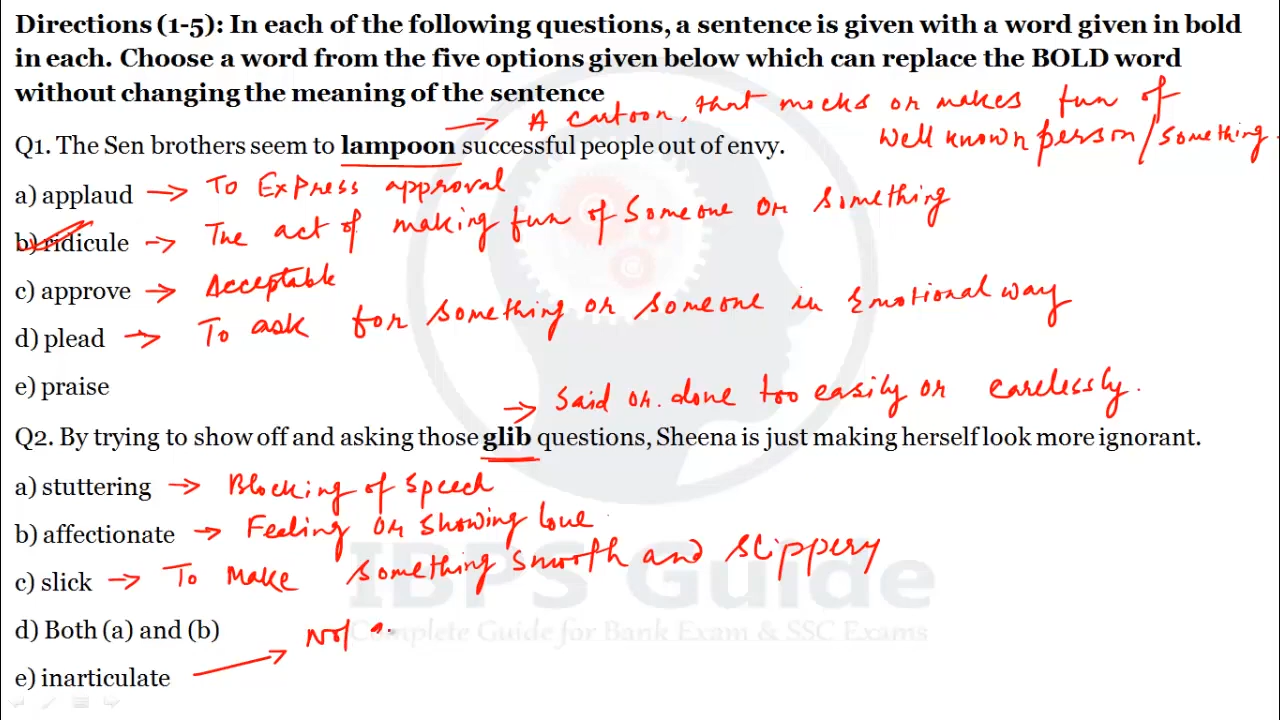 Directions (1-5): In each of the following questions, a sentence is given with a word given in bold
in each. Choose a word from the five options given below which can replace the BOLD word
without changing the meaning of the sentence
→ A cartoon, that mocks or makes fun of
well known person/something.
Q1. The Sen brothers seem to lampoon successful people out of envy.
a) applaud → To Express approval
b) ridicule → The act of making fun of someone or something
c) approve → Acceptable
d) plead → To ask for something or someone in Emotional way
e) praise
→ Said or done too easily or carelessly.
Q2. By trying to show off and asking those glib questions, Sheena is just making herself look more ignorant.
a) stuttering → Blocking of speech
b) affectionate → Feeling or showing love
c) slick → To Make something smooth and slippery
d) Both (a) and (b)
e) inarticulate → Not
IBPS Guide
Complete Guide for Bank Exam & SSC Exams